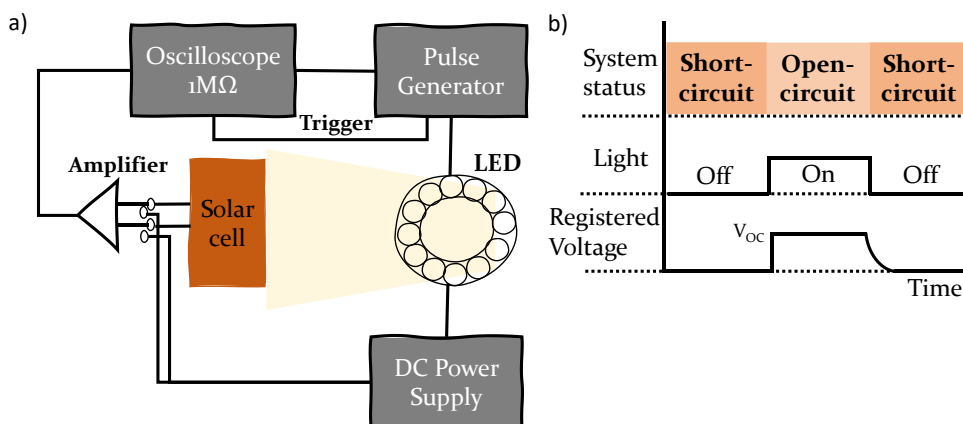 a)
Oscilloscope
1MΩ
Pulse
Generator
Trigger
Amplifier
LED
Solar
cell
DC Power
Supply
b)
System
status
Short-
circuit
Open-
circuit
Short-
circuit
Light
Off
On
Off
Registered
Voltage
VOC
Time